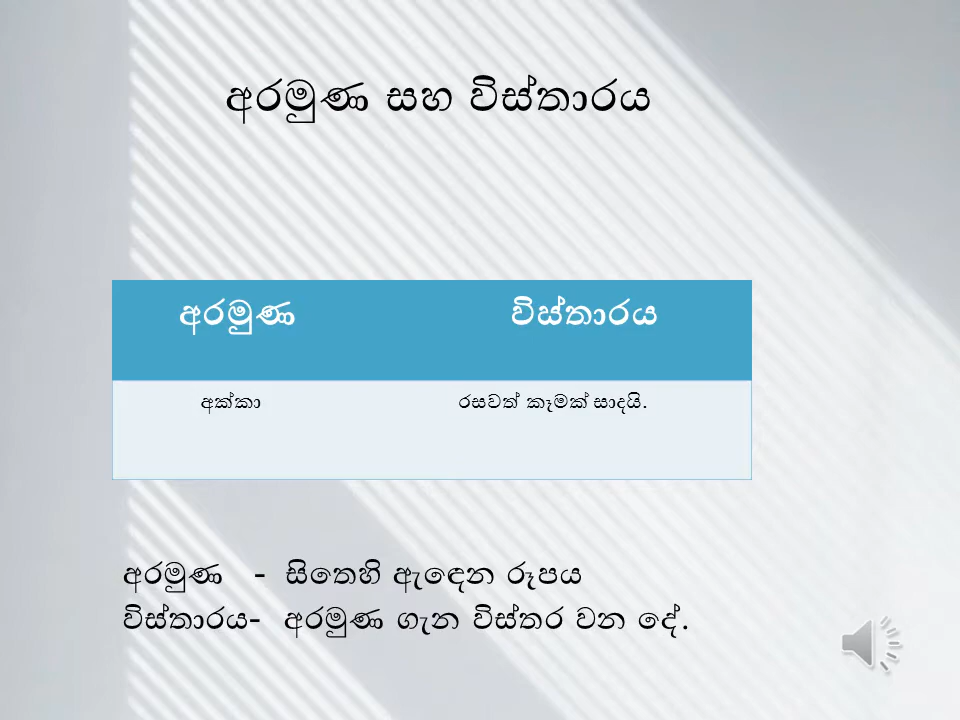 අරමුණ සහ විස්තාරය
අරමුණ විස්තාරය
අක්කා රසවත් කෑමක් සාදයි.
අරමුණ - සිතෙහි ඇඳෙන රූපය
විස්තාරය- අරමුණ ගැන විස්තර වන දේ.